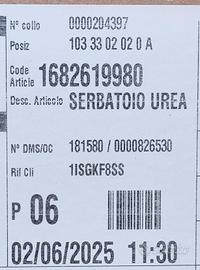 N° collo 0000204397
Posiz 103 33 02 02 0 A
Code
Article 1682619980
Desc. Articolo SERBATOIO UREA
N° DMS/OC 181580 / 0000826530
Rif Cli 1ISGKF8SS
P 06
02/06/2025 11:30